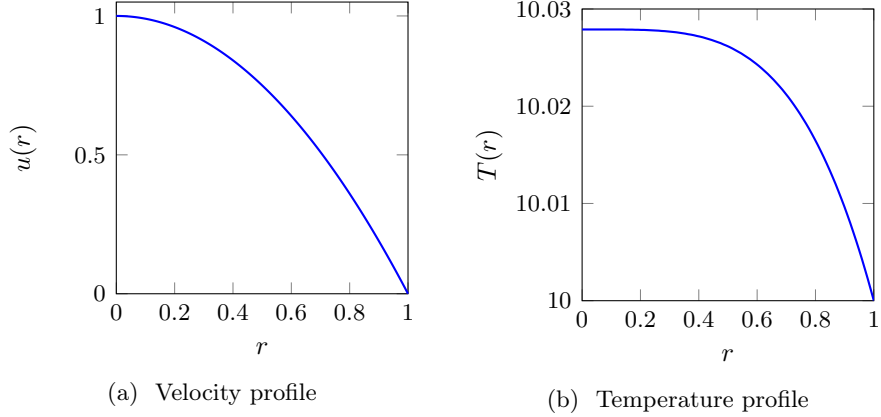 1
0.5
0
u(r)
0 0.2 0.4 0.6 0.8 1
r
(a) Velocity profile
10.03
10.02
10.01
10
T(r)
0 0.2 0.4 0.6 0.8 1
r
(b) Temperature profile